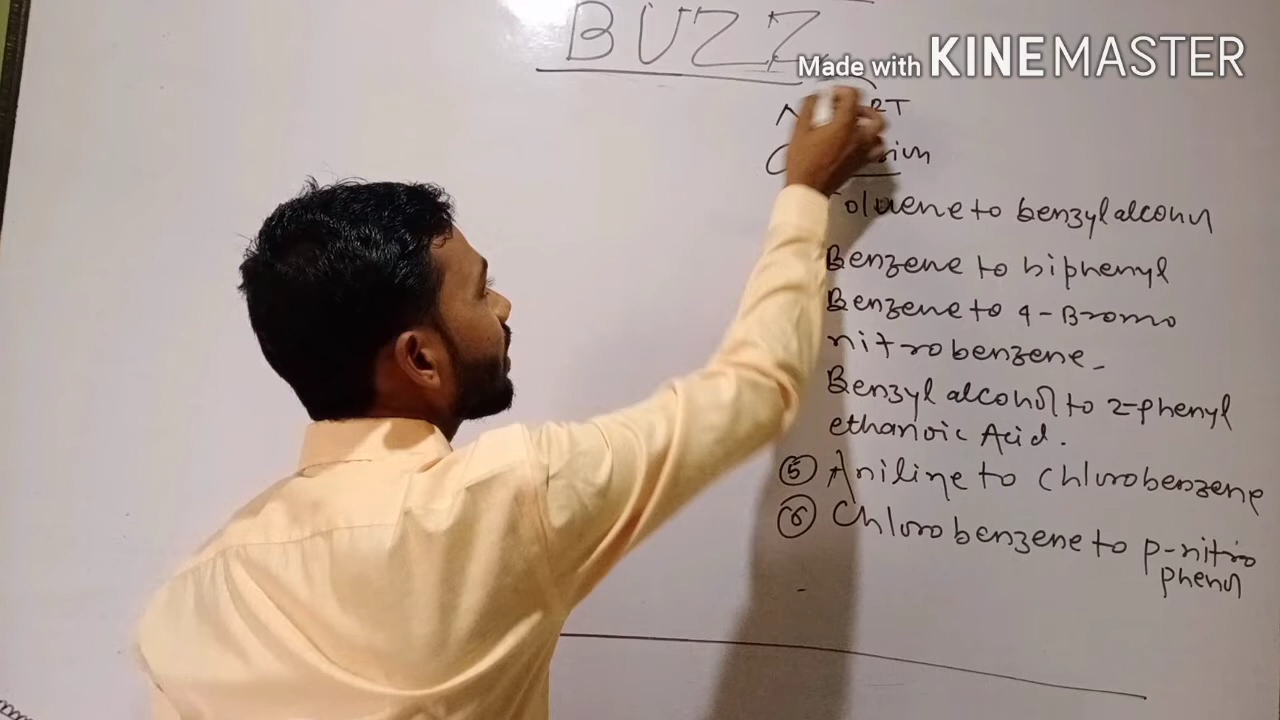 BUZZ
Made with KINEMASTER
Toluene to benzyl alcohol
Benzene to biphenyl
Benzene to 4-Bromo
nitrobenzene-
Benzyl alcohol to 2-phenyl
ethanoic Acid.
⑤ Aniline to Chlorobenzene
⑥ Chlorobenzene to p-nitro
phenol